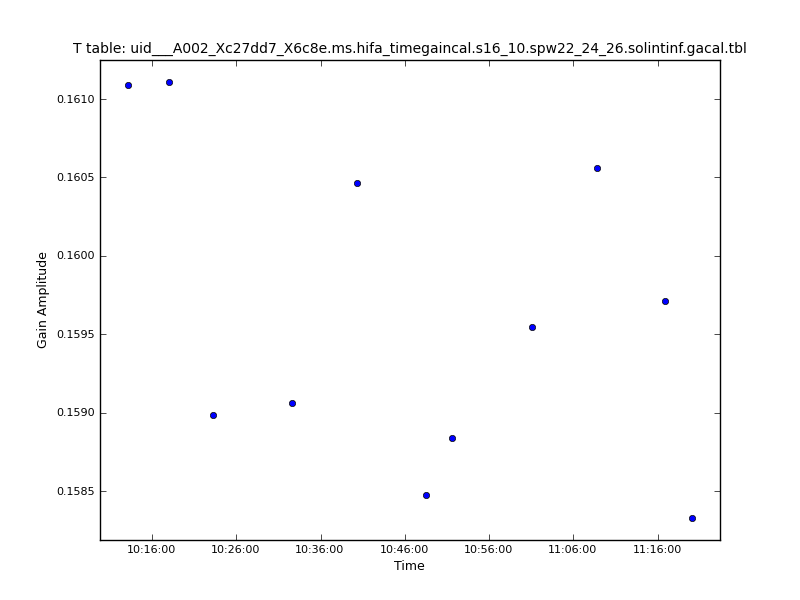 T table: uid___A002_Xc27dd7_X6c8e.ms.hifa_timegaincal.s16_10.spw22_24_26.solintinf.gacal.tbl
0.1610
0.1605
0.1600
0.1595
0.1590
0.1585
Gain Amplitude
10:16:00 10:26:00 10:36:00 10:46:00 10:56:00 11:06:00 11:16:00
Time